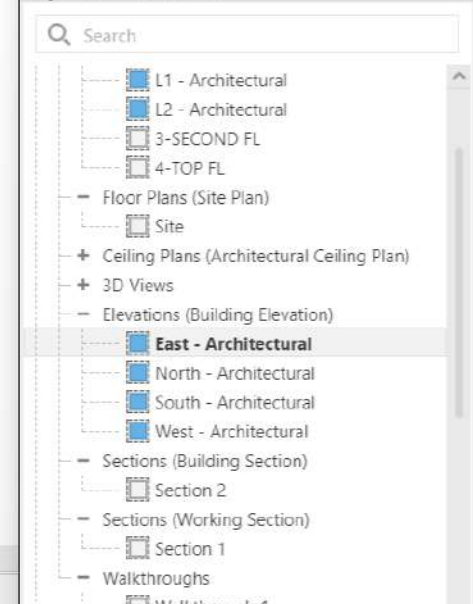 Search
L1 - Architectural
L2 - Architectural
3-SECOND FL
4-TOP FL
Floor Plans (Site Plan)
Site
Ceiling Plans (Architectural Ceiling Plan)
3D Views
Elevations (Building Elevation)
East - Architectural
North - Architectural
South - Architectural
West - Architectural
Sections (Building Section)
Section 2
Sections (Working Section)
Section 1
Walkthroughs